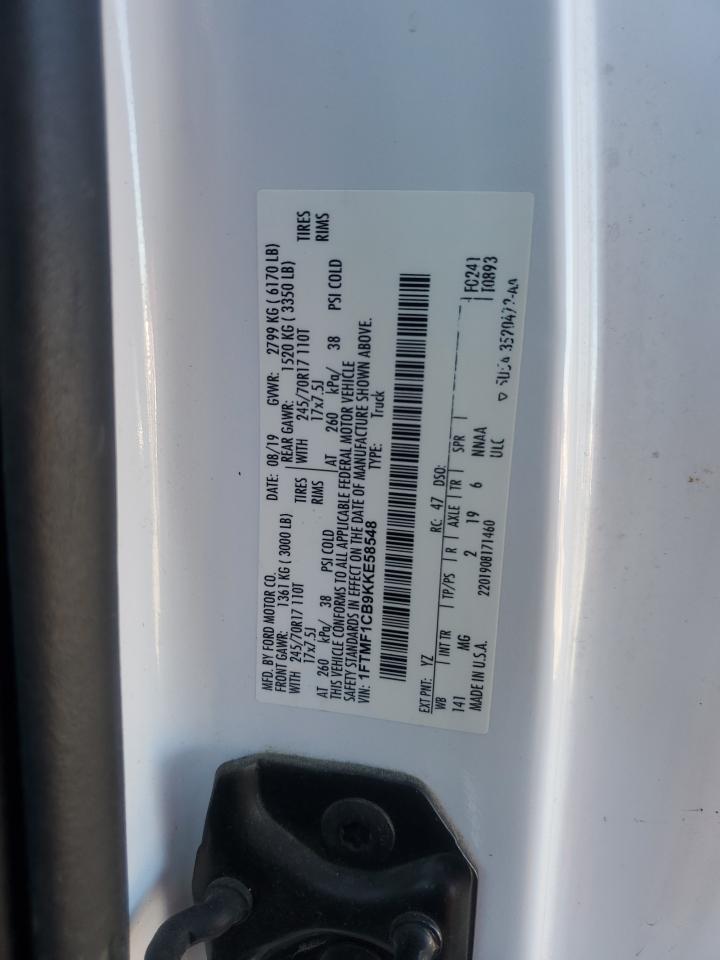 MFD. BY FORD MOTOR CO.
DATE: 08/19 GVWR: 2799 KG ( 6170 LB)
FRONT GAWR: 1361 KG ( 3000 LB) REAR GAWR: 1520 KG ( 3350 LB)
WITH 245/70R17 110T TIRES WITH 245/70R17 110T TIRES
17x7.5J RIMS 17x7.5J RIMS
AT 260 kPa/ 38 PSI COLD AT 260 kPa/ 38 PSI COLD
THIS VEHICLE CONFORMS TO ALL APPLICABLE FEDERAL MOTOR VEHICLE
SAFETY STANDARDS IN EFFECT ON THE DATE OF MANUFACTURE SHOWN ABOVE.
VIN: 1FTMF1CB9KKE58548 TYPE: Truck
EXT PNT: YZ RC: 47 DSO: FC241
WB INT TR TP/PS R AXLE TR SPR 10893
141 MG 2 19 6 NNAA
MADE IN U.S.A. 2201908171460 ULC